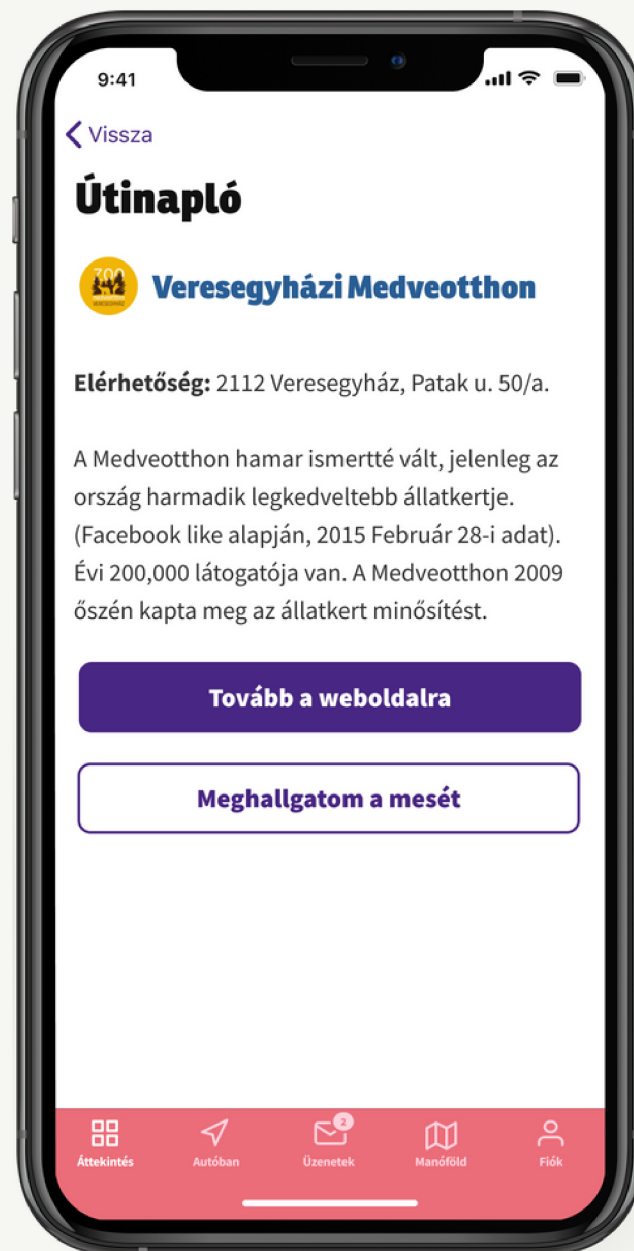 9:41
Vissza
Útinapló
Veresegyházi Medveotthon
Elérhetőség: 2112 Veresegyház, Patak u. 50/a.
A Medveotthon hamar ismertté vált, jelenleg az
ország harmadik legkedveltebb állatkertje.
(Facebook like alapján, 2015 Február 28-i adat).
Évi 200,000 látogatója van. A Medveotthon 2009
őszén kapta meg az állatkert minősítést.
Tovább a weboldalra
Meghallgatom a mesét
2
Áttekintés
Autóban
Üzenetek
Manóföld
Fiók